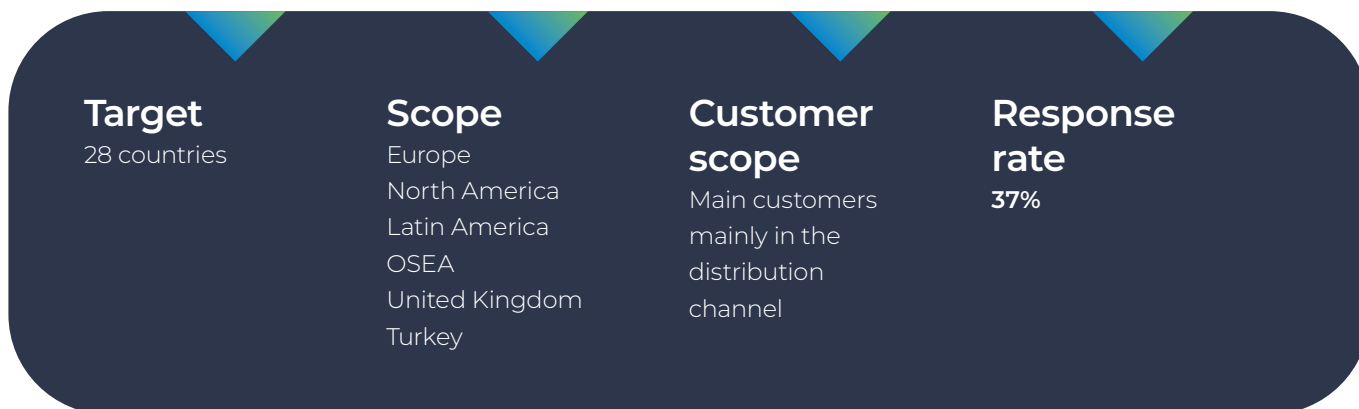 Target
28 countries
Scope
Europe
North America
Latin America
OSEA
United Kingdom
Turkey
Customer
scope
Main customers
mainly in the
distribution
channel
Response
rate
37%